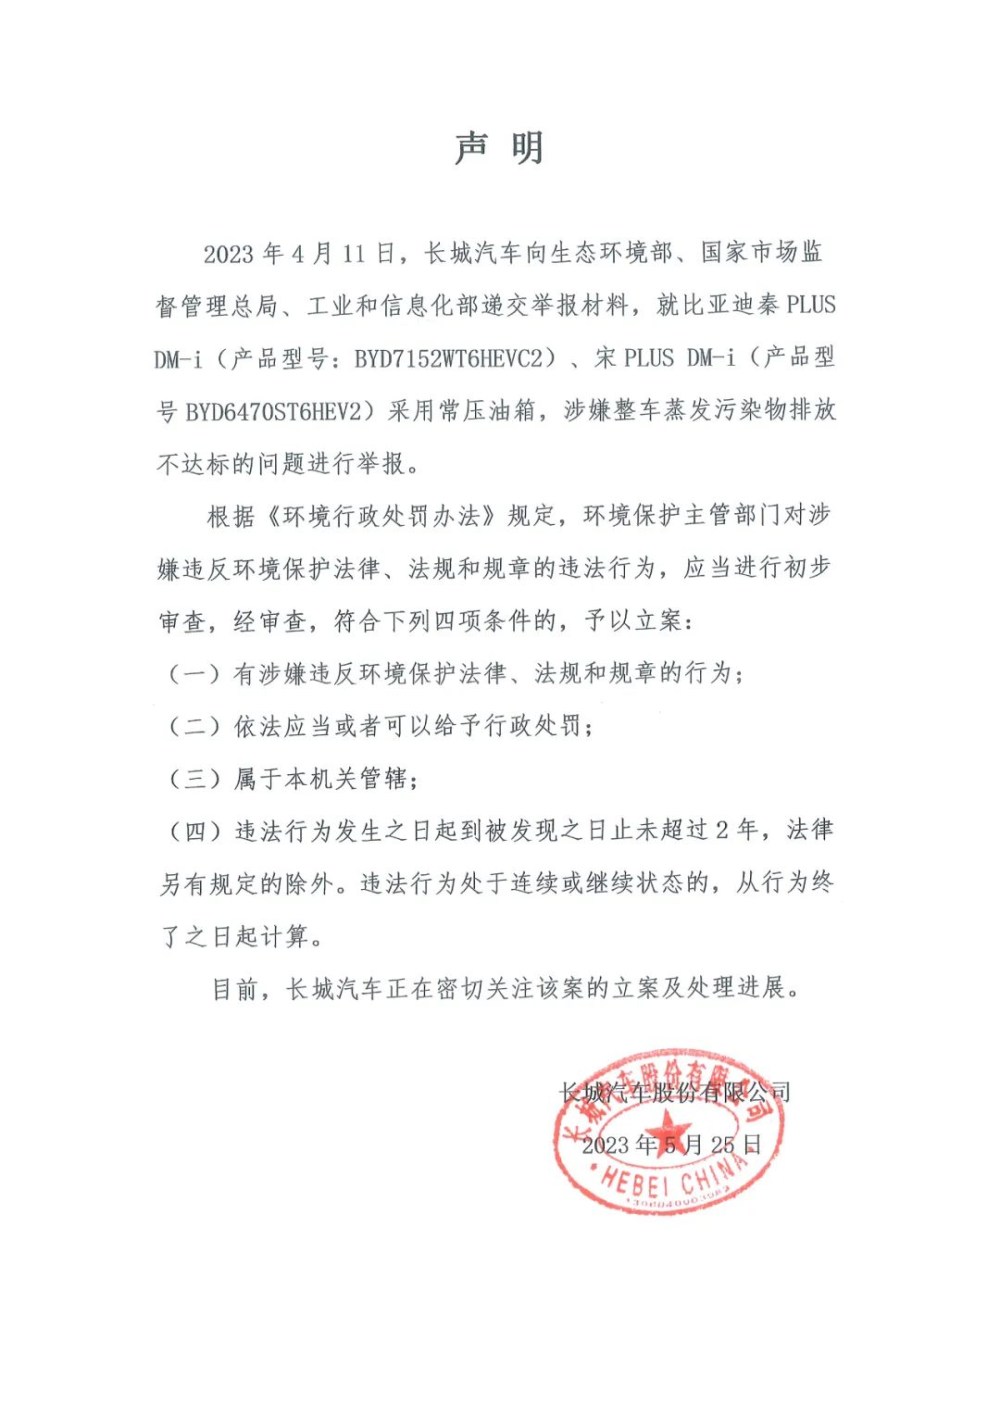 声 明
2023 年 4 月 11 日，长城汽车向生态环境部、国家市场监
督管理总局、工业和信息化部递交举报材料，就比亚迪秦 PLUS
DM-i（产品型号：BYD7152WT6HEVC2）、宋 PLUS DM-i（产品型
号 BYD6470ST6HEV2）采用常压油箱，涉嫌整车蒸发污染物排放
不达标的问题进行举报。
根据《环境行政处罚办法》规定，环境保护主管部门对涉
嫌违反环境保护法律、法规和规章的违法行为，应当进行初步
审查，经审查，符合下列四项条件的，予以立案：
（一）有涉嫌违反环境保护法律、法规和规章的行为；
（二）依法应当或者可以给予行政处罚；
（三）属于本机关管辖；
（四）违法行为发生之日起到被发现之日止未超过 2 年，法律
另有规定的除外。违法行为处于连续或继续状态的，从行为终
了之日起计算。
目前，长城汽车正在密切关注该案的立案及处理进展。
长城汽车股份有限公司
2023 年 5 月 25 日
长城汽车股份有限公司
HEBEI CHINA